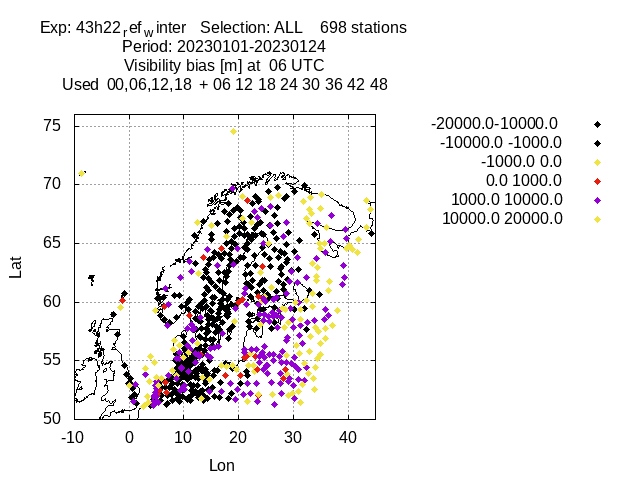 Exp: 43h22refwinter Selection: ALL 698 stations
Period: 20230101-20230124
Visibility bias [m] at 06 UTC
Used 00,06,12,18 + 06 12 18 24 30 36 42 48
-20000.0-10000.0
-10000.0 -1000.0
-1000.0 0.0
0.0 1000.0
1000.0 10000.0
10000.0 20000.0
75
70
65
60
55
50
Lat
-10 0 10 20 30 40
Lon